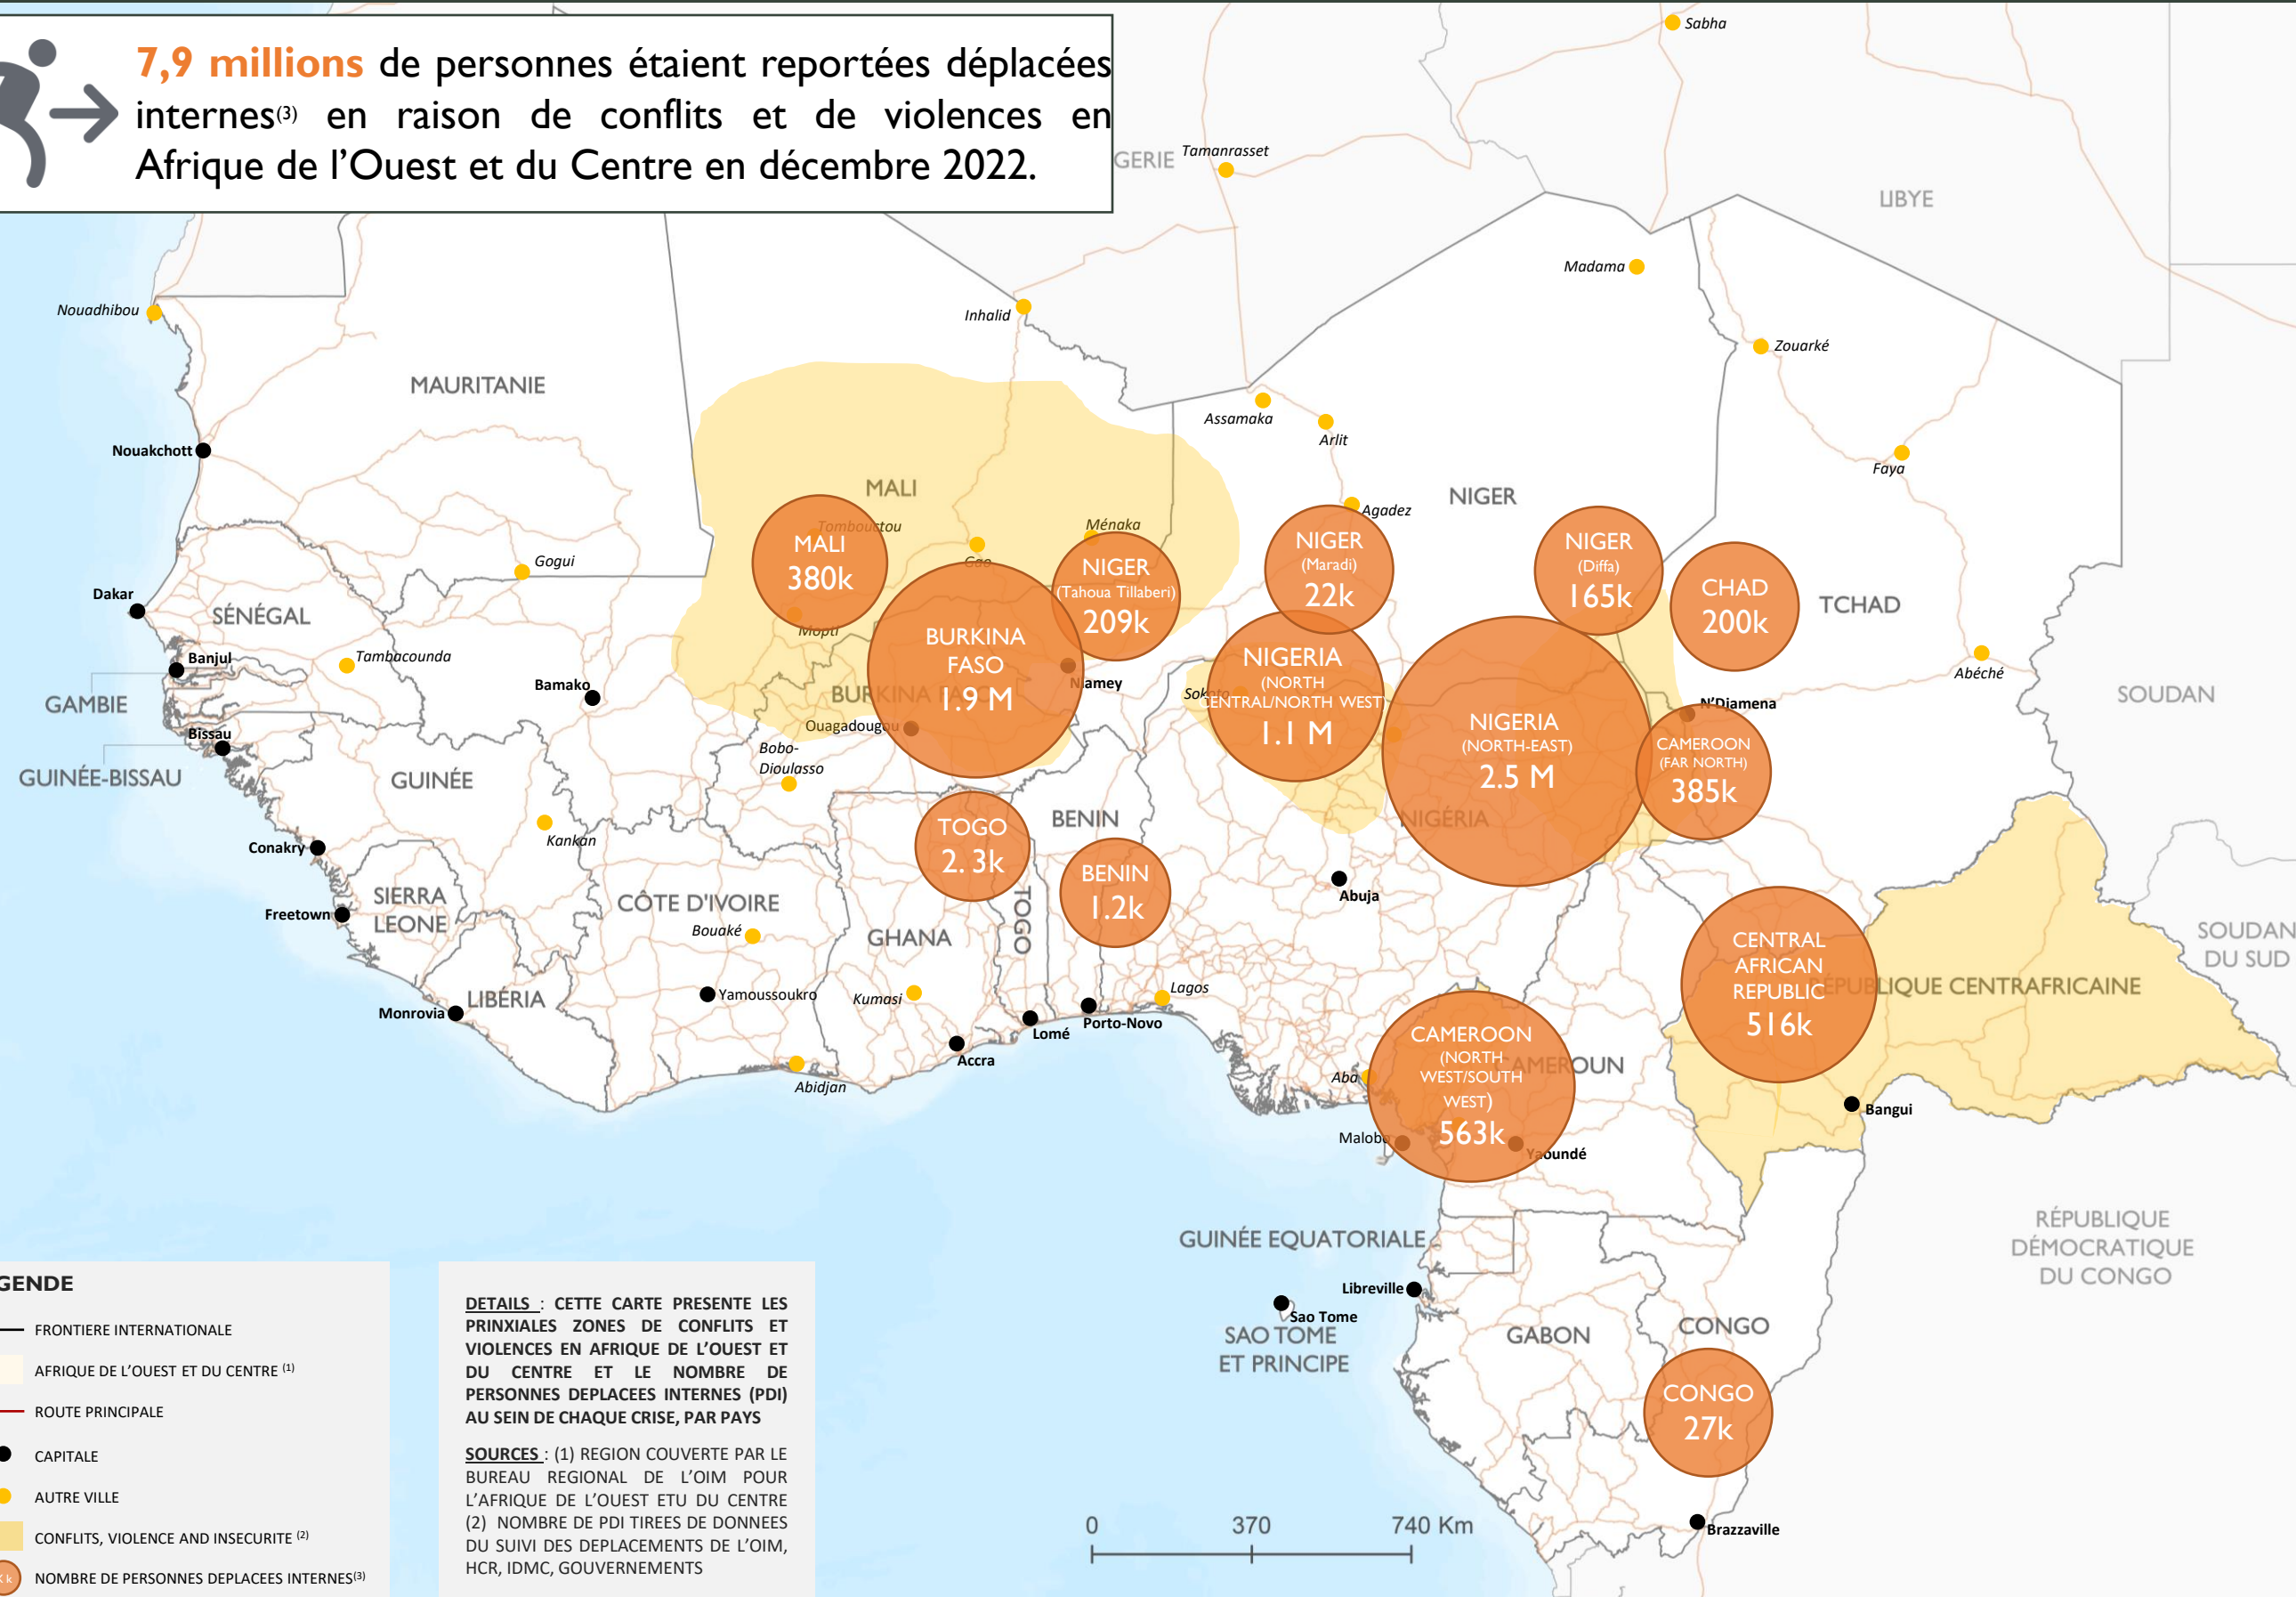 7,9 millions de personnes étaient reportées déplacées
internes(3) en raison de conflits et de violences en
Afrique de l'Ouest et du Centre en décembre 2022.
Sabha
GERIE
Tamanrasset
LIBYE
Madama
Nouadhibou
Inhalid
Zouarké
MAURITANIE
Assamaka
Arlit
Nouakchott
Faya
MALI
NIGER
Agadez
Tombouctou
Ménaka
Gao
MALI
380k
NIGER
(Tahoua Tillaberi)
209k
NIGER
(Maradi)
22k
NIGER
(Diffa)
165k
CHAD
200k
TCHAD
Gogui
Dakar
SÉNÉGAL
Mopti
BURKINA
FASO
1.9 M
Banjul
Tambacounda
Bamako
BURKINA FASO
Niamey
Sokoto
NIGERIA
(NORTH
CENTRAL/NORTH WEST)
1.1 M
Abéché
SOUDAN
GAMBIE
N'Djamena
Ouagadougou
NIGERIA
(NORTH-EAST)
2.5 M
Bissau
Bobo-
Dioulasso
CAMEROON
(FAR NORTH)
385k
GUINÉE-BISSAU
GUINÉE
BENIN
NIGÉRIA
TOGO
2. 3k
Kankan
Conakry
BENIN
1.2k
Abuja
SIERRA
LEONE
CÔTE D'IVOIRE
Freetown
TOGO
Bouaké
GHANA
SOUDAN
DU SUD
CENTRAL
AFRICAN
REPUBLIC
516k
RÉPUBLIQUE CENTRAFRICAINE
Yamoussoukro
Kumasi
Lagos
LIBÉRIA
Monrovia
Porto-Novo
Lomé
Accra
CAMEROON
(NORTH
WEST/SOUTH
WEST)
563k
CAMEROUN
Aba
Abidjan
Bangui
Malobo
Yaoundé
RÉPUBLIQUE
DÉMOCRATIQUE
DU CONGO
GUINÉE EQUATORIALE
Libreville
Sao Tome
SAO TOME
ET PRINCIPE
GABON
CONGO
CONGO
27k
Brazzaville
0 370 740 Km
GENDE
FRONTIERE INTERNATIONALE
AFRIQUE DE L'OUEST ET DU CENTRE (1)
ROUTE PRINCIPALE
CAPITALE
AUTRE VILLE
CONFLITS, VIOLENCE AND INSECURITE (2)
k NOMBRE DE PERSONNES DEPLACEES INTERNES(3)
DETAILS : CETTE CARTE PRESENTE LES
PRINXIALES ZONES DE CONFLITS ET
VIOLENCES EN AFRIQUE DE L'OUEST ET
DU CENTRE ET LE NOMBRE DE
PERSONNES DEPLACEES INTERNES (PDI)
AU SEIN DE CHAQUE CRISE, PAR PAYS
SOURCES : (1) REGION COUVERTE PAR LE
BUREAU REGIONAL DE L'OIM POUR
L'AFRIQUE DE L'OUEST ETU DU CENTRE
(2) NOMBRE DE PDI TIREES DE DONNEES
DU SUIVI DES DEPLACEMENTS DE L'OIM,
HCR, IDMC, GOUVERNEMENTS